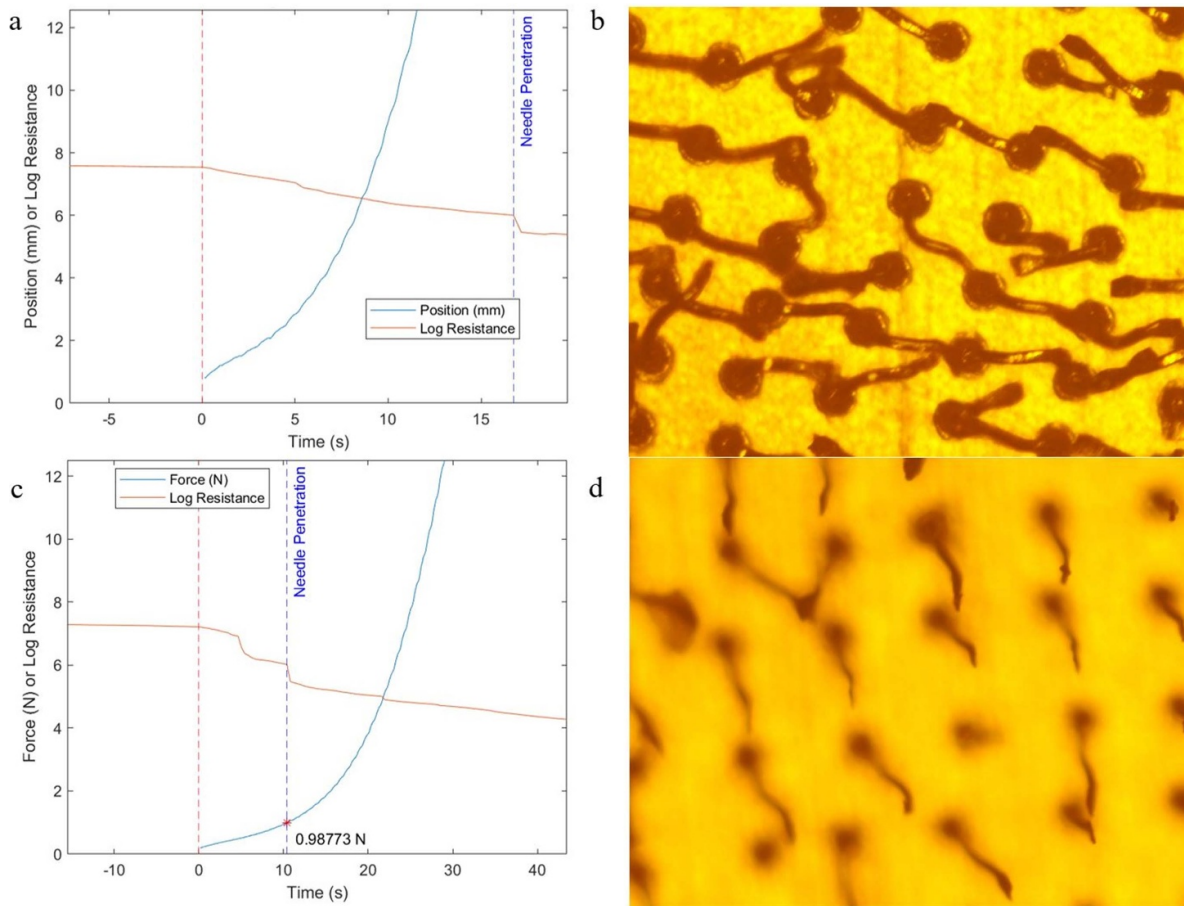 a
12
10
8
6
4
2
0
Position (mm) or Log Resistance
-5
0
5
10
15
Time (s)
Needle Penetration
Position (mm)
Log Resistance
b
c
12
10
8
6
4
2
0
Force (N) or Log Resistance
-10
0
10
20
30
40
Time (s)
Force (N)
Log Resistance
Needle Penetration
0.98773 N
d